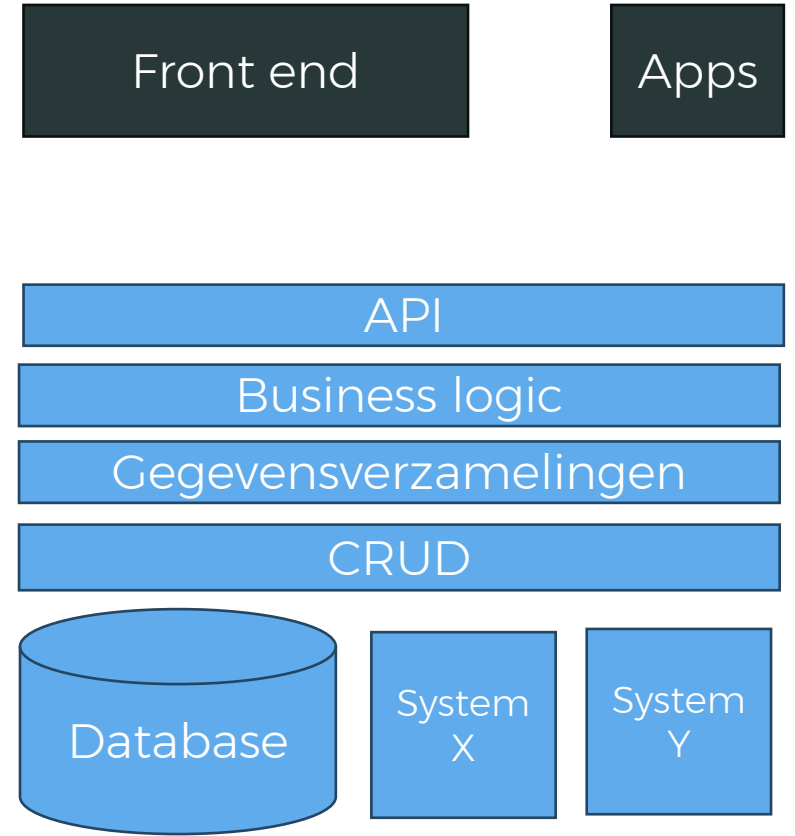 Front end
Apps
API
Business logic
Gegevensverzamelingen
CRUD
Database
System
X
System
Y